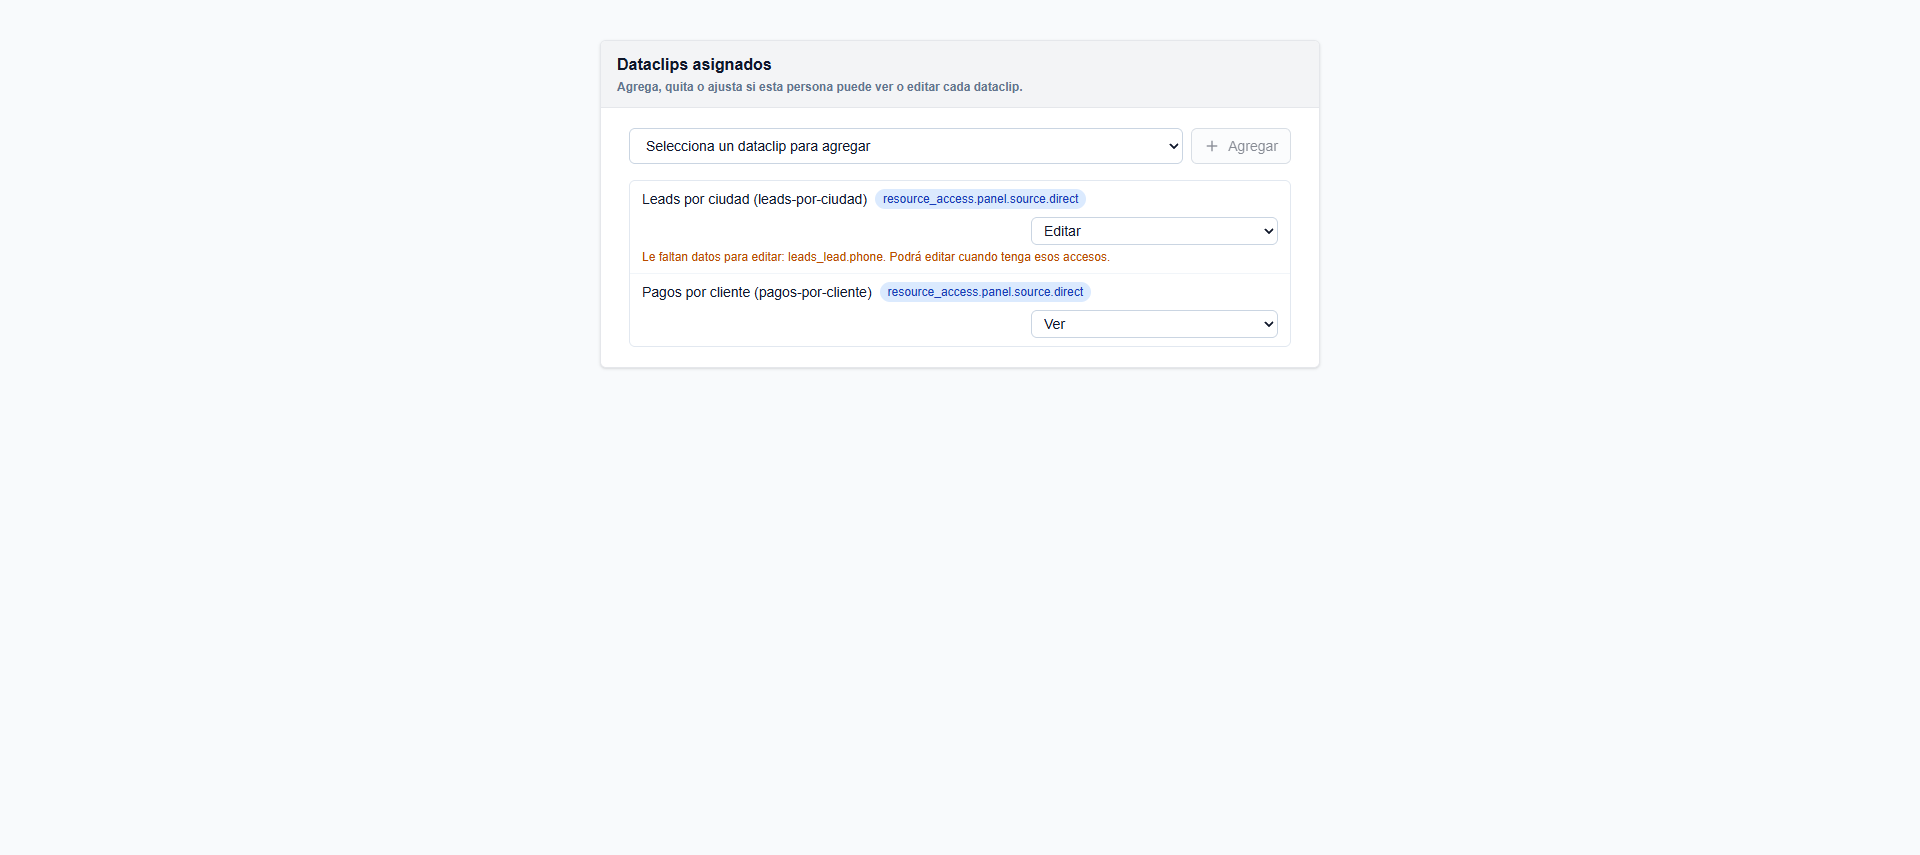 Dataclips asignados
Agrega, quita o ajusta si esta persona puede ver o editar cada dataclip.
Selecciona un dataclip para agregar
Agregar
Leads por ciudad (leads-por-ciudad) resource_access.panel.source.direct
Editar
Le faltan datos para editar: leads_lead.phone. Podrá editar cuando tenga esos accesos.
Pagos por cliente (pagos-por-cliente) resource_access.panel.source.direct
Ver